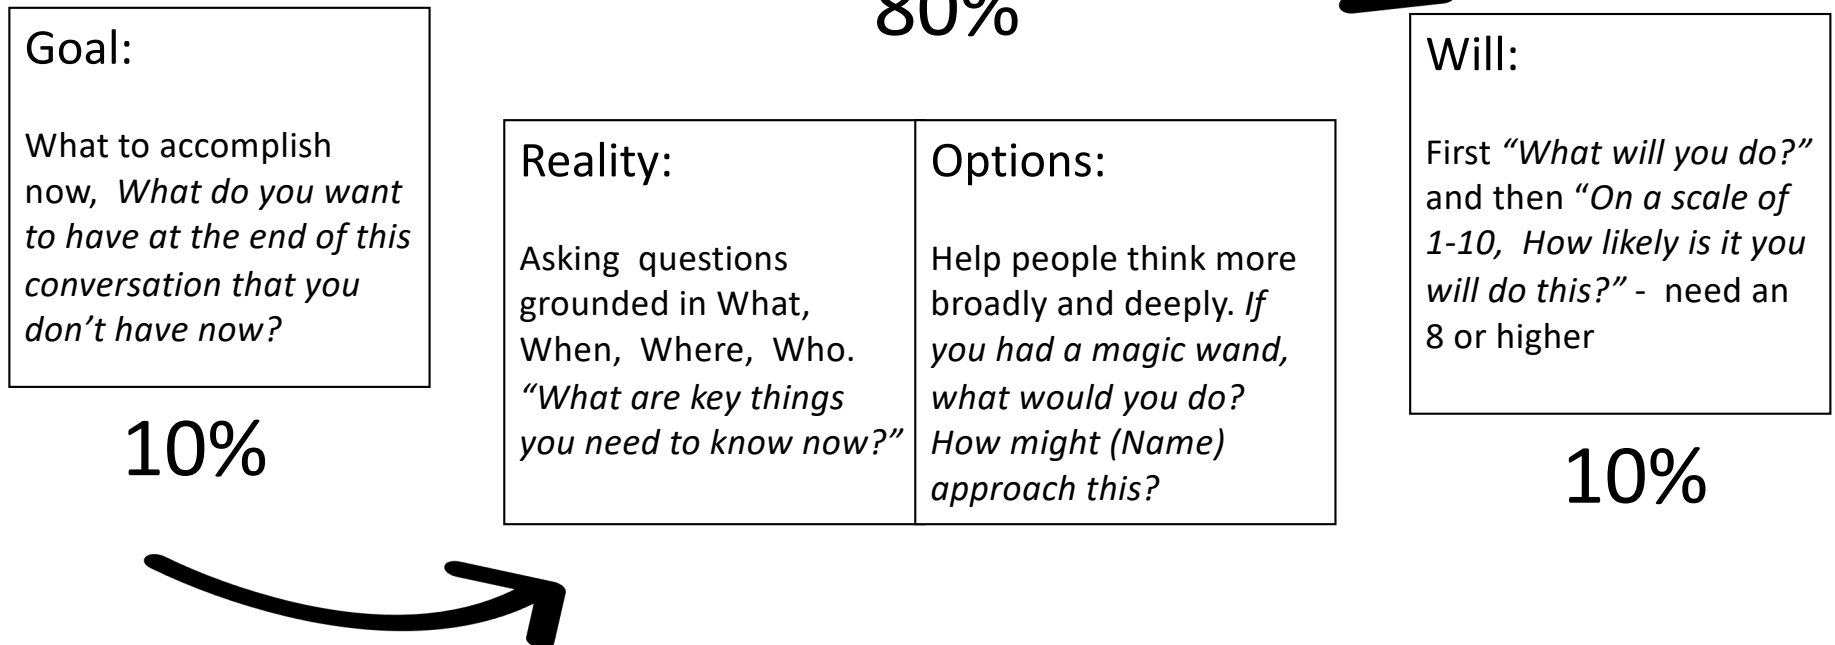 Goal:
What to accomplish
now,  What do you want
to have at the end of this
conversation that you
don’t have now?
10%
80%
Reality:
Asking  questions
grounded in What,
When,  Where,  Who.
“What are key things
you need to know now?”
Options:
Help people think more
broadly and deeply. If
you had a magic wand,
what would you do?
How might (Name)
approach this?
Will:
First “What will you do?”
and then “On a scale of
1-10,  How likely is it you
will do this?” -  need an
8 or higher
10%